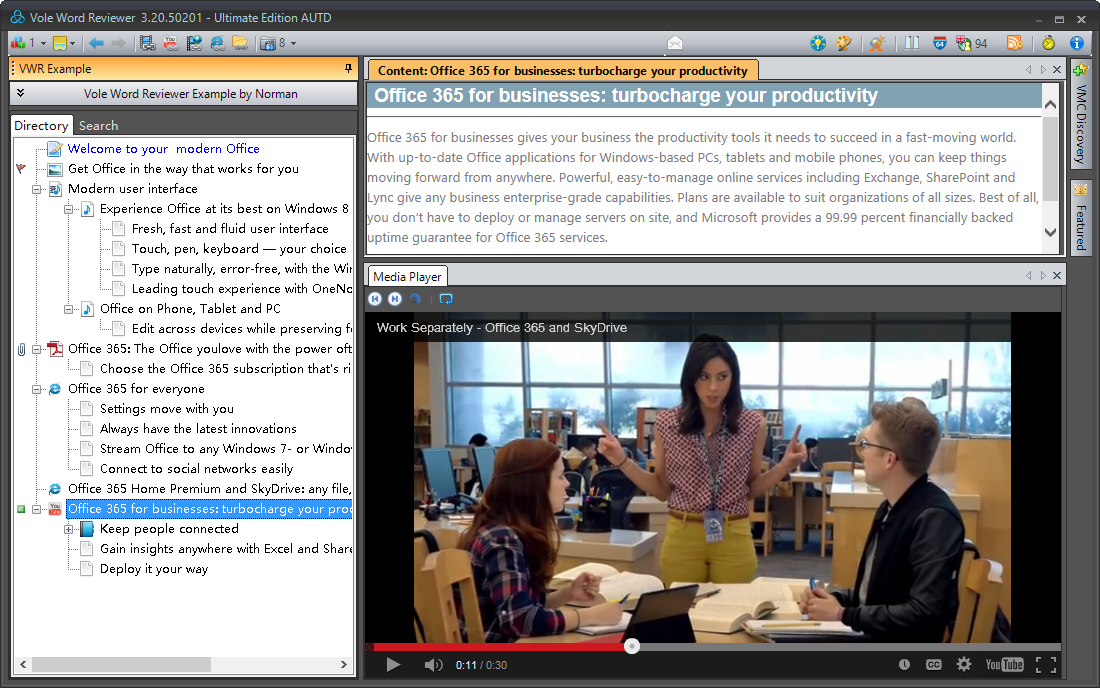 Vole Word Reviewer 3.20.50201 - Ultimate Edition AUTD
1
8
64
94
VWR Example
Vole Word Reviewer Example by Norman
Directory
Search
Welcome to your modern Office
Get Office in the way that works for you
Modern user interface
Experience Office at its best on Windows 8
Fresh, fast and fluid user interface
Touch, pen, keyboard — your choice
Type naturally, error-free, with the Wir
Leading touch experience with OneNo
Office on Phone, Tablet and PC
Edit across devices while preserving fo
Office 365: The Office youlove with the power oft
Choose the Office 365 subscription that's ri
Office 365 for everyone
Settings move with you
Always have the latest innovations
Stream Office to any Windows 7- or Windo
Connect to social networks easily
Office 365 Home Premium and SkyDrive: any file,
Office 365 for businesses: turbocharge your proc
Keep people connected
Gain insights anywhere with Excel and Share
Deploy it your way
Content: Office 365 for businesses: turbocharge your productivity
Office 365 for businesses: turbocharge your productivity
Office 365 for businesses gives your business the productivity tools it needs to succeed in a fast-moving world.
With up-to-date Office applications for Windows-based PCs, tablets and mobile phones, you can keep things
moving forward from anywhere. Powerful, easy-to-manage online services including Exchange, SharePoint and
Lync give any business enterprise-grade capabilities. Plans are available to suit organizations of all sizes. Best of all,
you don't have to deploy or manage servers on site, and Microsoft provides a 99.99 percent financially backed
uptime guarantee for Office 365 services.
Media Player
Work Separately - Office 365 and SkyDrive
0:11 / 0:30
CC
YouTube
VMC Discovery
Featured